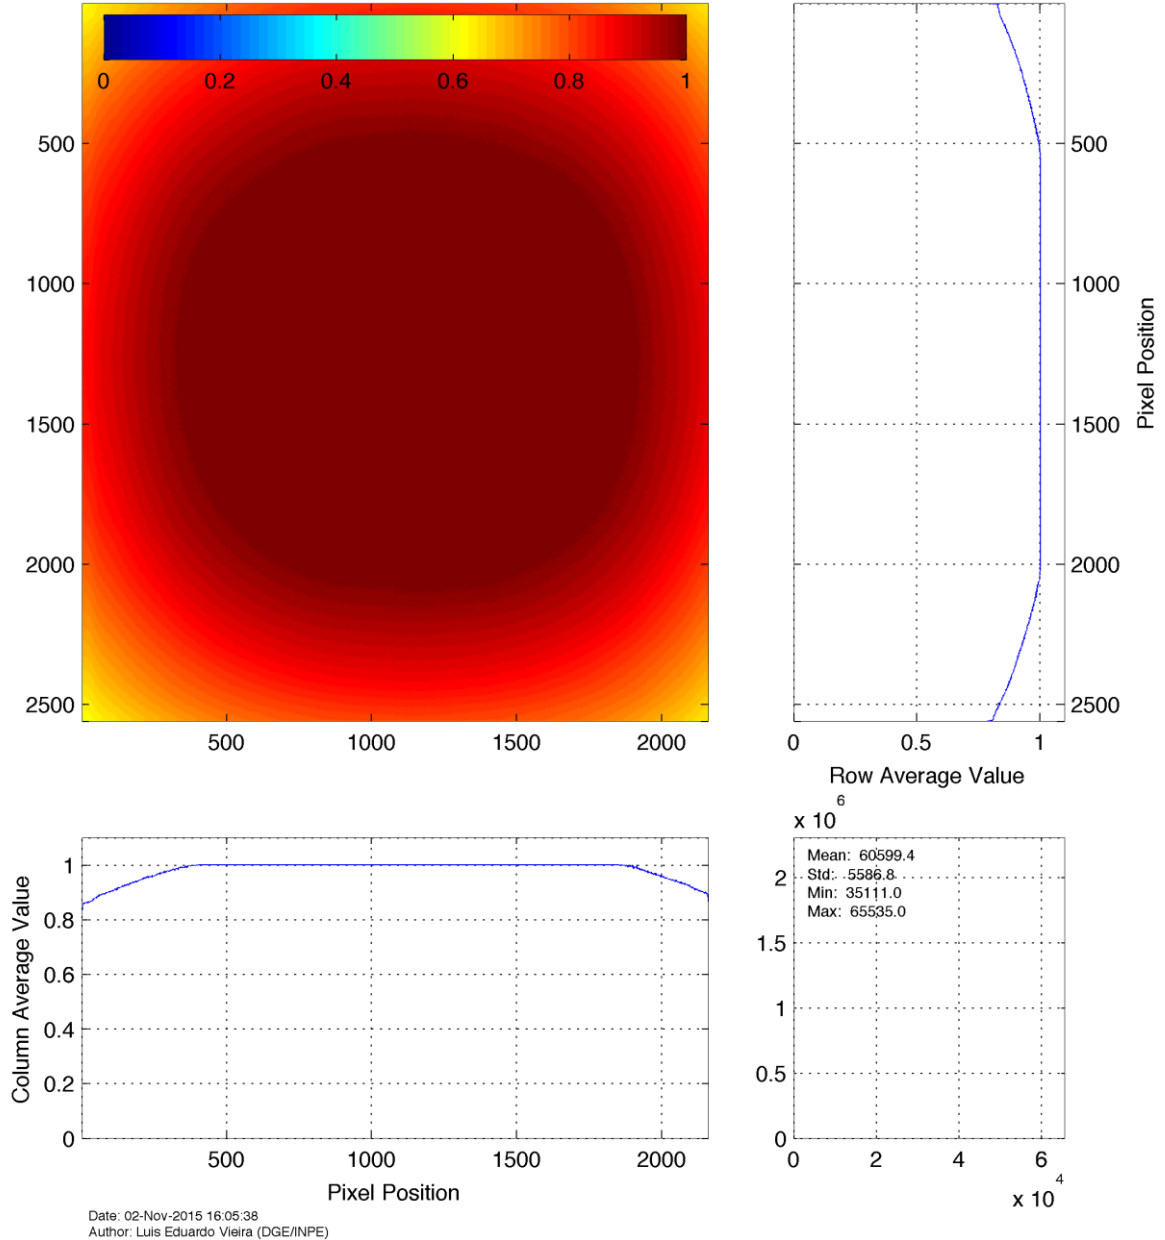 0 0.2 0.4 0.6 0.8 1
500
1000
1500
2000
2500
500 1000 1500 2000
500
1000
1500
2000
2500
Pixel Position
0 0.5 1
Row Average Value
1
0.8
0.6
0.4
0.2
0
Column Average Value
500 1000 1500 2000
Pixel Position
x 10^6
Mean: 60599.4
Std: 5586.8
Min: 35111.0
Max: 65535.0
2
1.5
1
0.5
0
0 2 4 6
x 10^4
Date: 02-Nov-2015 16:05:38
Author: Luis Eduardo Vieira (DGE/INPE)